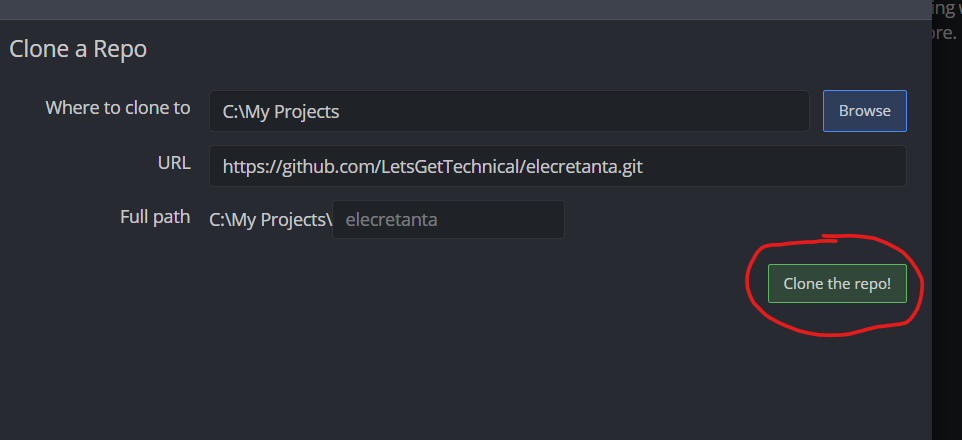 ing
ore.
Clone a Repo
Where to clone to C:\My Projects Browse
URL https://github.com/LetsGetTechnical/elecretanta.git
Full path C:\My Projects\ elecretanta
Clone the repo!